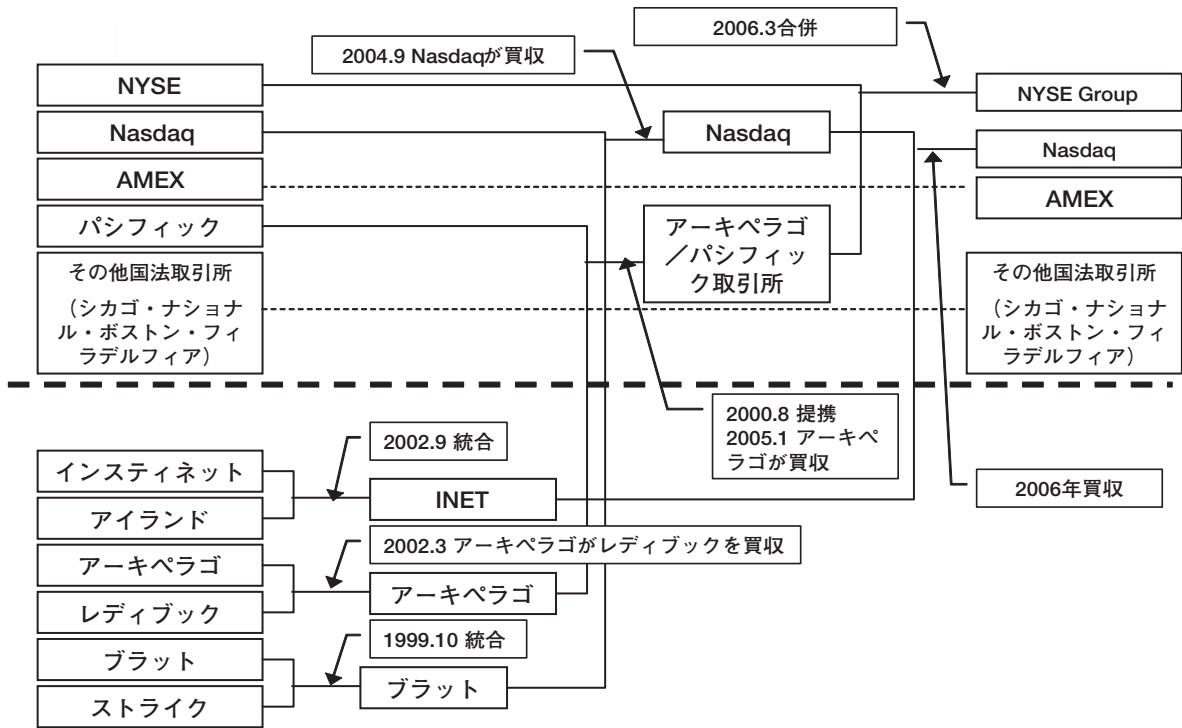 2006.3合併
2004.9 Nasdaqが買収
NYSE
Nasdaq
AMEX
パシフィック
その他国法取引所
（シカゴ・ナショナ
ル・ボストン・フィ
ラデルフィア）
Nasdaq
アーキペラゴ
／パシフィッ
ク取引所
NYSE Group
Nasdaq
AMEX
その他国法取引所
（シカゴ・ナショナ
ル・ボストン・フィ
ラデルフィア）
2000.8 提携
2005.1 アーキペ
ラゴが買収
2006年買収
インスティネット
アイランド
アーキペラゴ
レディブック
ブラット
ストライク
2002.9 統合
INET
2002.3 アーキペラゴがレディブックを買収
アーキペラゴ
1999.10 統合
ブラット